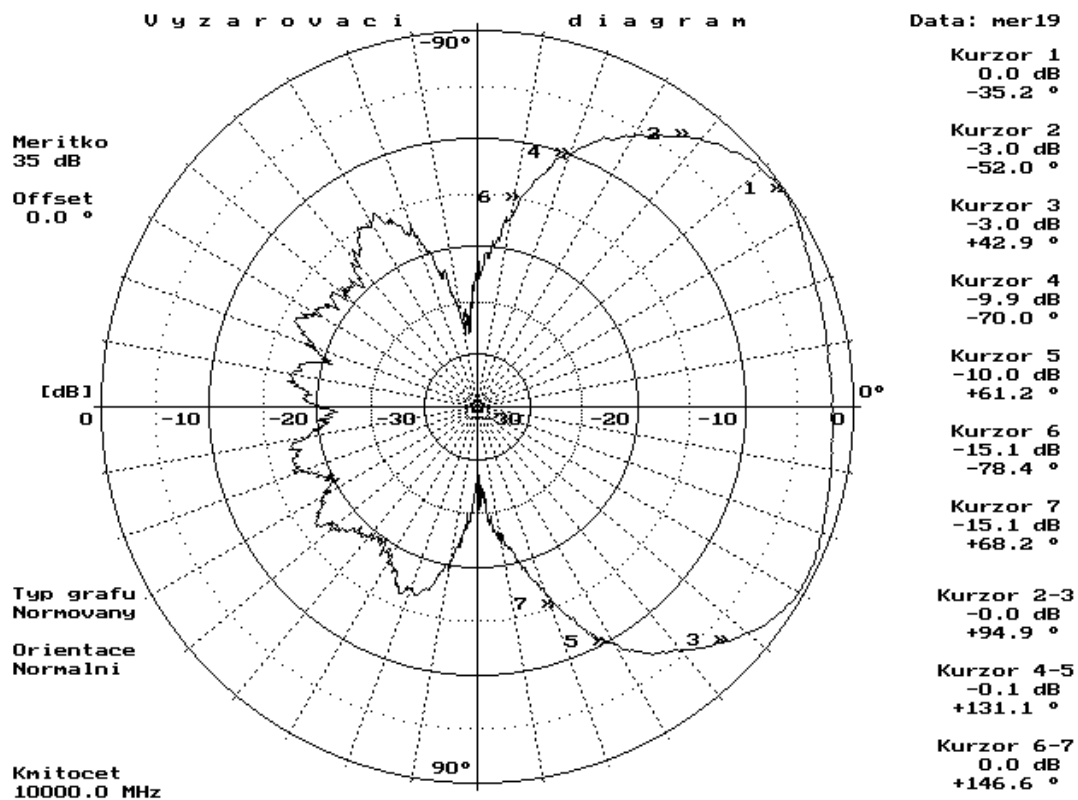 Vyzarovaci diagram
Data: mer19
Meritko
35 dB
Offset
0.0 °
Typ grafu
Normovany
Orientace
Normalni
Kmitocet
10000.0 MHz
-90°
90°
0°
[dB]
0 -10 -20 -30 -30 -20 -10 0
1
2
3
4
5
6
7
Kurzor 1
0.0 dB
-35.2 °
Kurzor 2
-3.0 dB
-52.0 °
Kurzor 3
-3.0 dB
+42.9 °
Kurzor 4
-9.9 dB
-70.0 °
Kurzor 5
-10.0 dB
+61.2 °
Kurzor 6
-15.1 dB
-78.4 °
Kurzor 7
-15.1 dB
+68.2 °
Kurzor 2-3
-0.0 dB
+94.9 °
Kurzor 4-5
-0.1 dB
+131.1 °
Kurzor 6-7
0.0 dB
+146.6 °